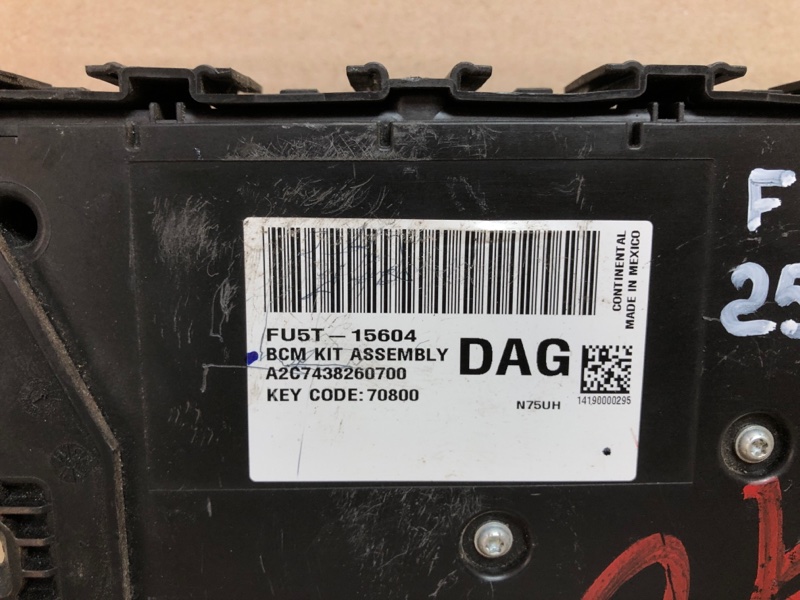 FU5T-15604
BCM KIT ASSEMBLY
A2C7438260700
KEY CODE: 70800
DAG
N75UH
14190000295
CONTINENTAL
MADE IN MEXICO
F
25